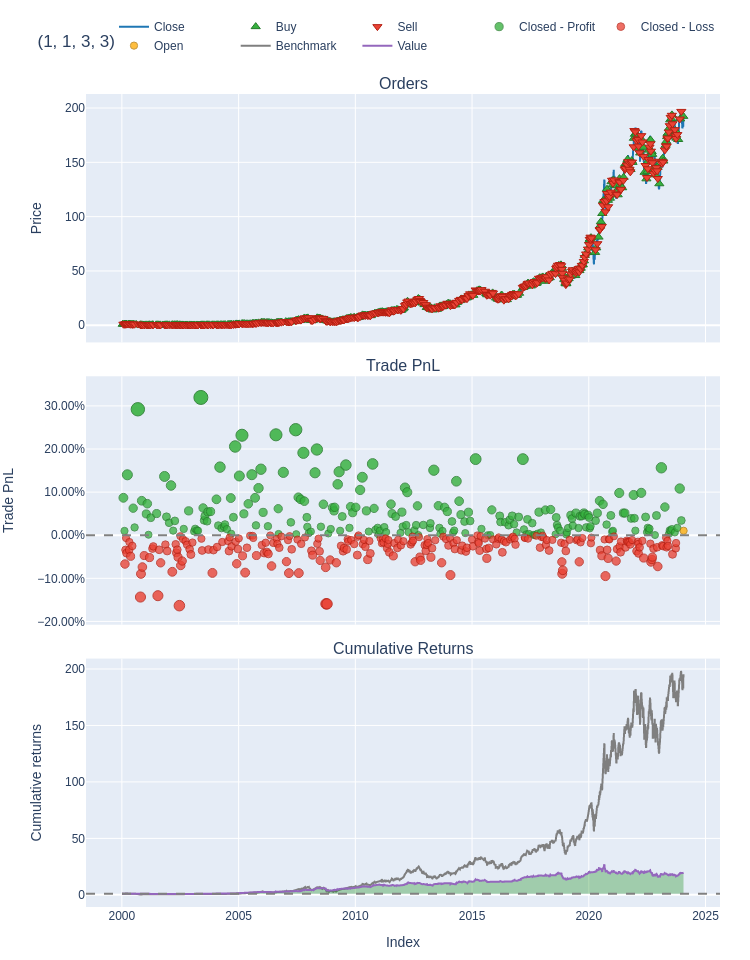 (1, 1, 3, 3)
Close
Buy
Sell
Closed - Profit
Closed - Loss
Open
Benchmark
Value
Orders
200
150
100
50
0
Price
Trade PnL
30.00%
20.00%
10.00%
0.00%
−10.00%
−20.00%
Trade PnL
Cumulative Returns
200
150
100
50
0
Cumulative returns
2000
2005
2010
2015
2020
2025
Index